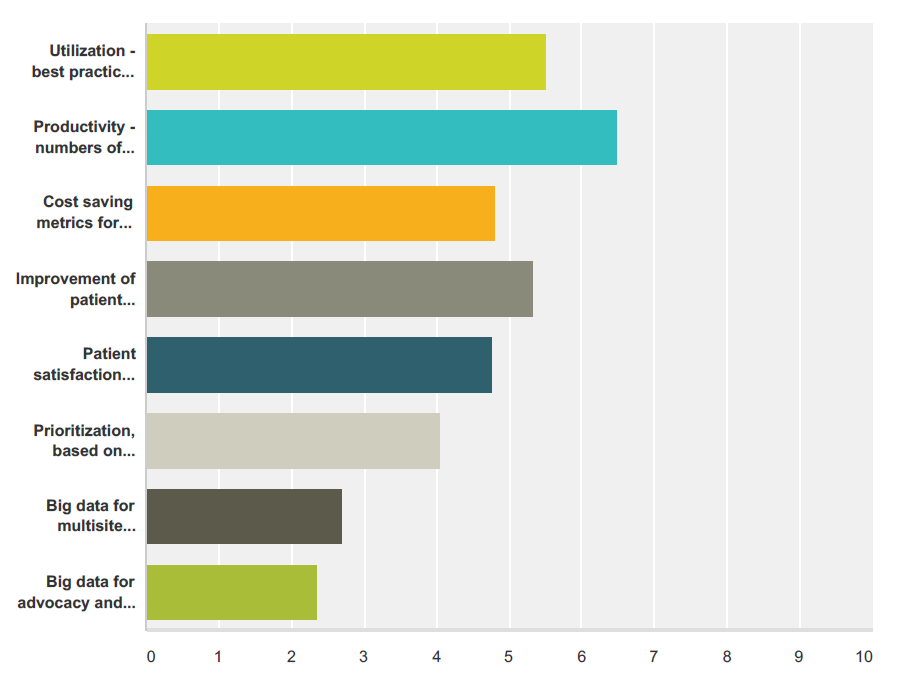 Utilization -
best practic...
Productivity -
numbers of...
Cost saving
metrics for...
Improvement of
patient...
Patient
satisfaction...
Prioritization,
based on...
Big data for
multisite...
Big data for
advocacy and...
0 1 2 3 4 5 6 7 8 9 10